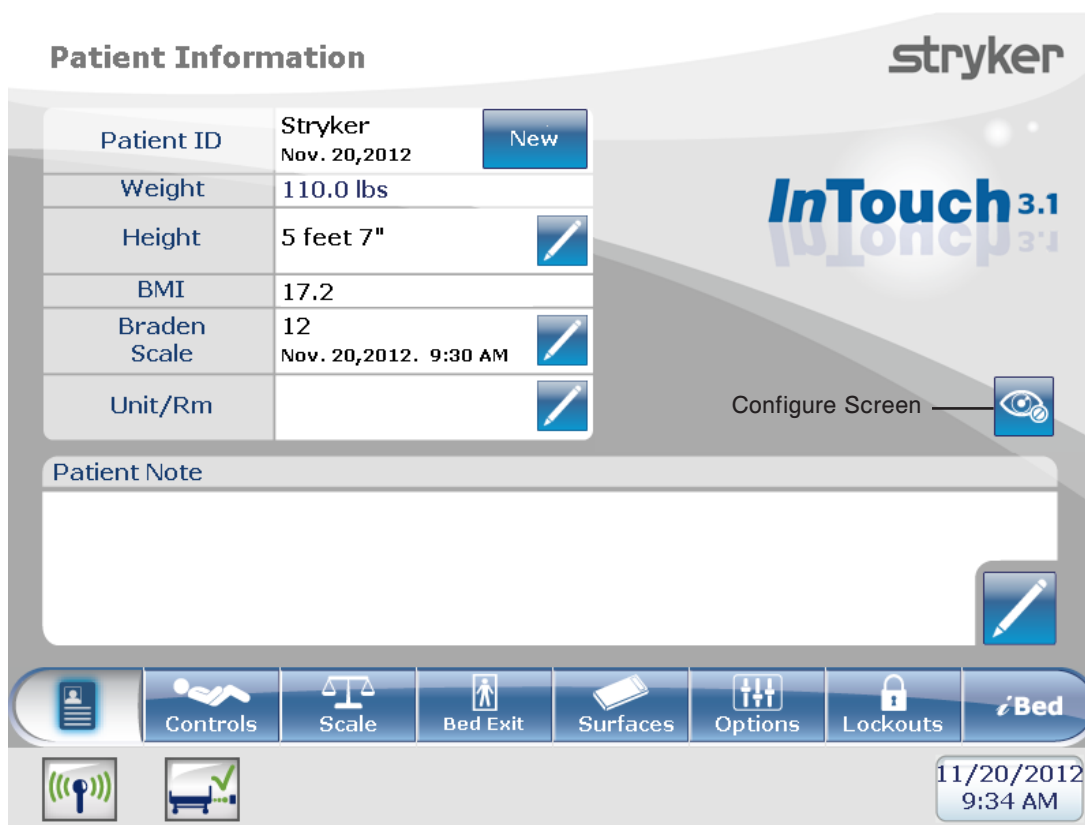 Patient Information
stryker
Patient ID
Stryker
Nov. 20,2012
New
Weight
110.0 lbs
InTouch 3.1
Height
5 feet 7"
BMI
17.2
Braden
Scale
12
Nov. 20,2012. 9:30 AM
Unit/Rm
Configure Screen
Patient Note
Controls
Scale
Bed Exit
Surfaces
Options
Lockouts
iBed
11/20/2012
9:34 AM